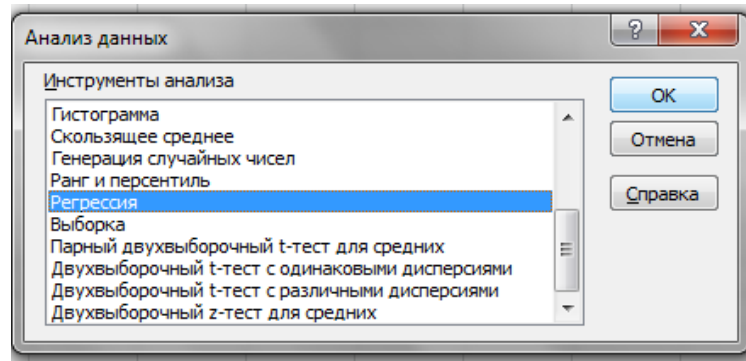 Анализ данных
Инструменты анализа
Гистограмма
Скользящее среднее
Генерация случайных чисел
Ранг и персентиль
Регрессия
Выборка
Парный двухвыборочный t-тест для средних
Двухвыборочный t-тест с одинаковыми дисперсиями
Двухвыборочный t-тест с различными дисперсиями
Двухвыборочный z-тест для средних
OK
Отмена
Справка